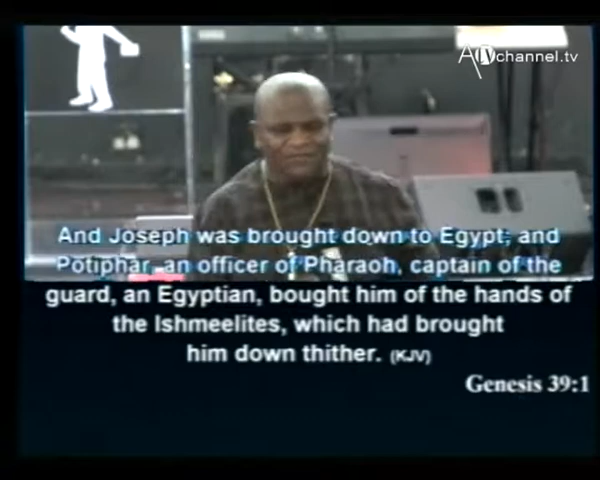 ATVchannel.tv
And Joseph was brought down to Egypt; and
Potiphar, an officer of Pharaoh, captain of the
guard, an Egyptian, bought him of the hands of
the Ishmeelites, which had brought
him down thither. (KJV)
Genesis 39:1